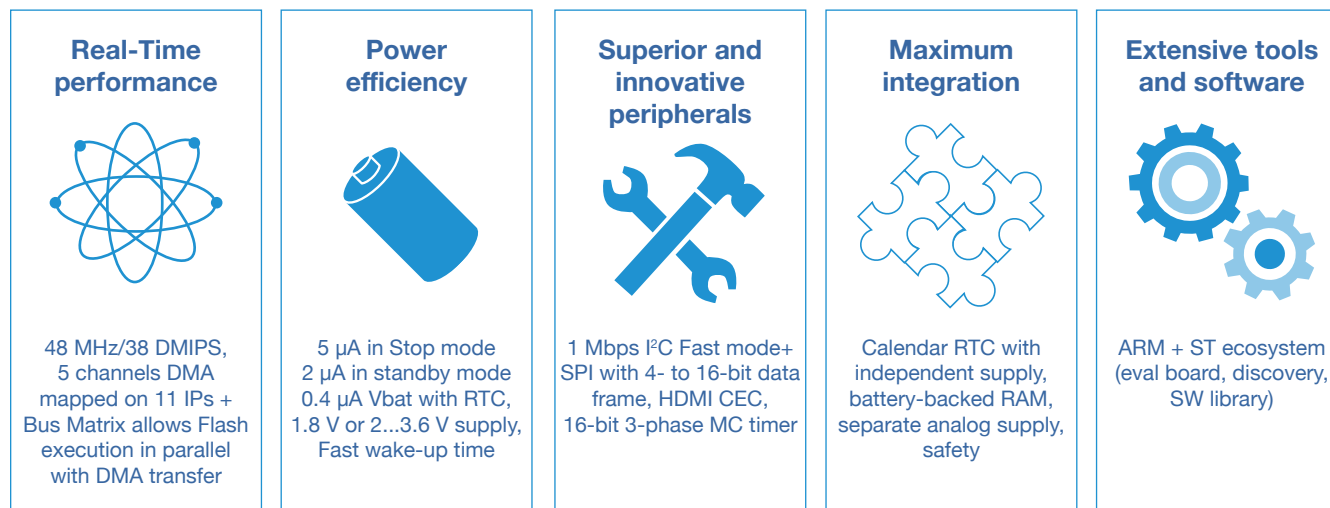 Real-Time
performance
48 MHz/38 DMIPS,
5 channels DMA
mapped on 11 IPs +
Bus Matrix allows Flash
execution in parallel
with DMA transfer
Power
efficiency
5 μA in Stop mode
2 μA in standby mode
0.4 μA Vbat with RTC,
1.8 V or 2...3.6 V supply,
Fast wake-up time
Superior and
innovative
peripherals
1 Mbps I²C Fast mode+
SPI with 4- to 16-bit data
frame, HDMI CEC,
16-bit 3-phase MC timer
Maximum
integration
Calendar RTC with
independent supply,
battery-backed RAM,
separate analog supply,
safety
Extensive tools
and software
ARM + ST ecosystem
(eval board, discovery,
SW library)